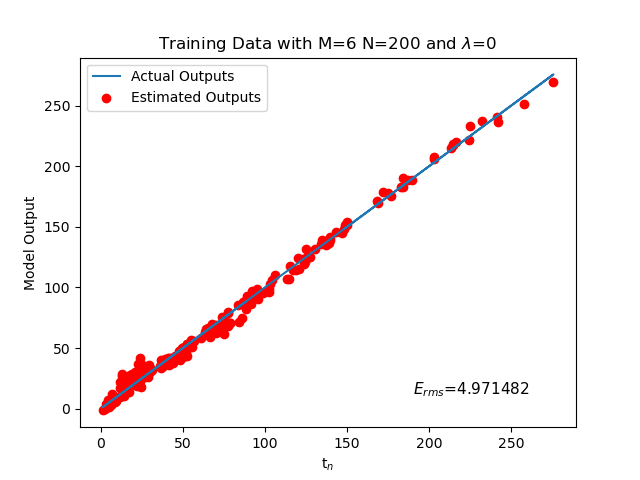 Training Data with M=6 N=200 and λ=0
Actual Outputs
Estimated Outputs
Model Output
250
200
150
100
50
0
E_rms=4.971482
0 50 100 150 200 250
t_n